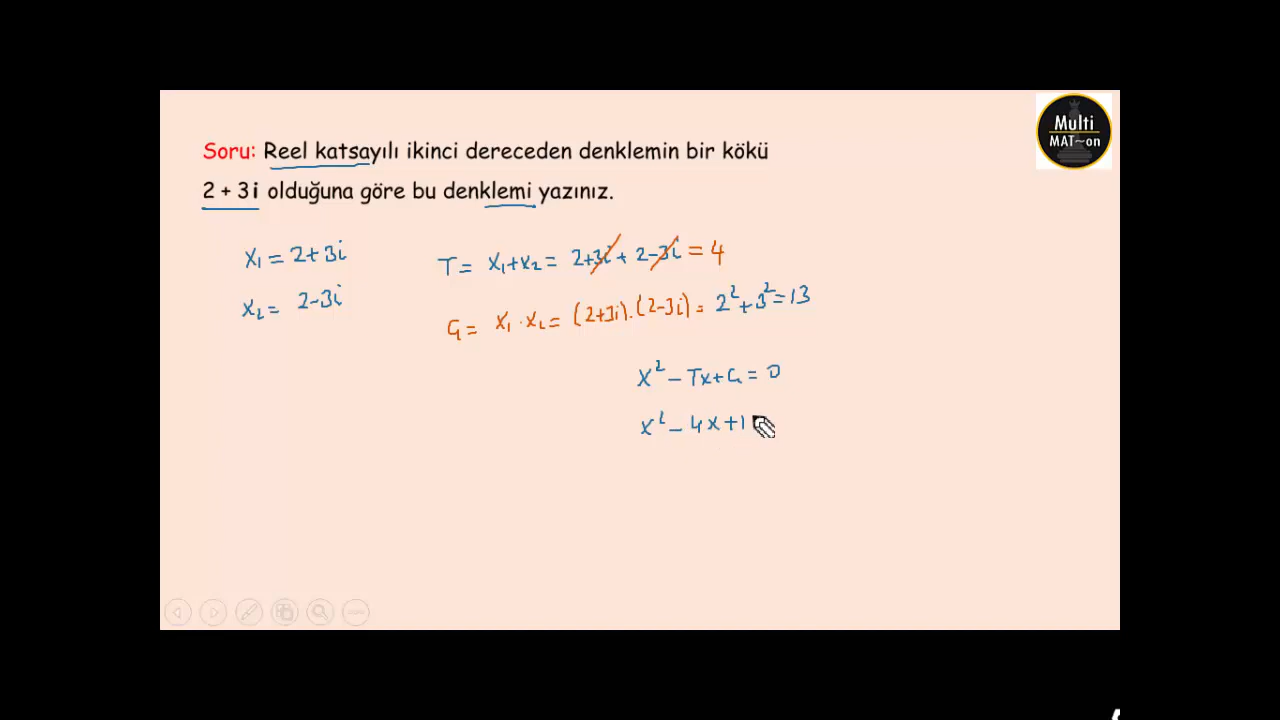 Multi
MAT~on
Soru: Reel katsayılı ikinci dereceden denklemin bir kökü
2 + 3i olduğuna göre bu denklemi yazınız.
x₁ = 2+3i
x₂ = 2-3i
T = x₁+x₂ = 2+3i + 2-3i = 4
Ç = x₁ · x₂ = (2+3i).(2-3i) = 2² + 3² = 13
x² - Tx + Ç = 0
x² - 4x + 1